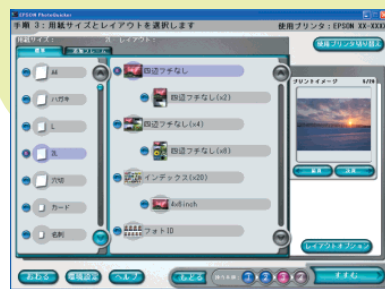 EPSON PhotoQuicker
手順 3：用紙サイズとレイアウトを選択します
使用プリンタ：EPSON XX-XXXX
用紙サイズ：
レイアウト：
使用プリンタ切り替え
A4
ハガキ
L
2L
六切
カード
名刺
四辺フチなし
四辺フチなし(x2)
四辺フチなし(x4)
四辺フチなし(x8)
インデックス(x20)
4x6inch
フォトID
プリントイメージ
レイアウトオプション
おわる
環境設定
ヘルプ
もどる
1
2
3
4
すすむ